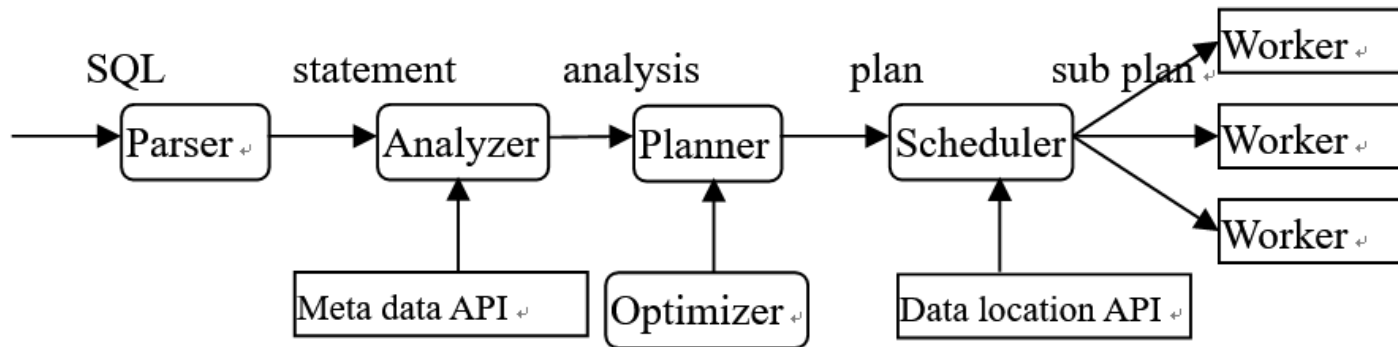 Worker
SQL statement analysis plan sub plan
Parser Analyzer Planner Scheduler Worker
Worker
Meta data API Optimizer Data location API